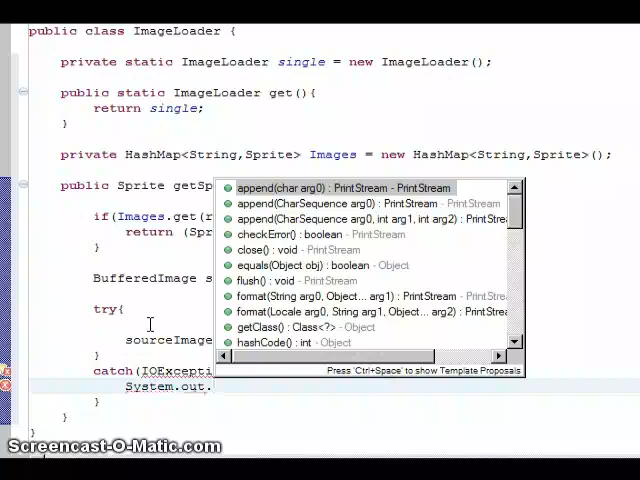 public class ImageLoader {
private static ImageLoader single = new ImageLoader();
public static ImageLoader get(){
return single;
}
private HashMap<String,Sprite> Images = new HashMap<String,Sprite>();
public Sprite
append(char arg0) : PrintStream - PrintStream
append(CharSequence arg0) : PrintStream - PrintStream
if(Images.get(
append(CharSequence arg0, int arg1, int arg2) : PrintStre
return
checkError() : boolean - PrintStream
}
close() : void - PrintStream
equals(Object obj) : boolean - Object
BufferedImage
flush() : void - PrintStream
format(String arg0, Object... arg1) : PrintStream - PrintStrea
try{
format(Locale arg0, String arg1, Object... arg2) : PrintStrea
getClass() : Class<?> - Object
sourceImage
hashCode() : int - Object
}
catch(IOExcepti
Press 'Ctrl+Space' to show Template Proposals
System.out.
}
}
}
Screencast-O-Matic.com